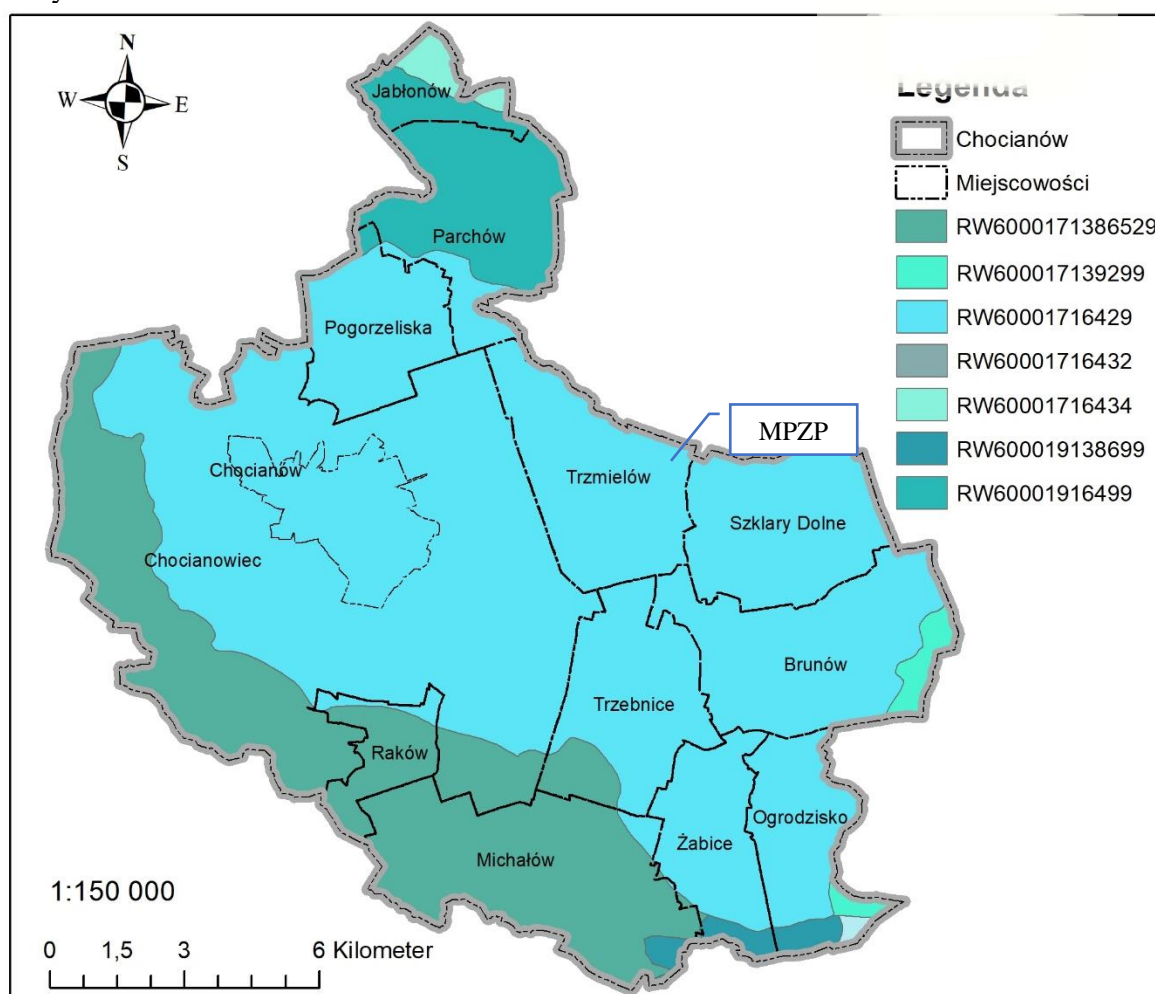 N
W E
S
Legenda
Chocianów
Miejscowości
RW6000171386529
RW600017139299
RW60001716429
RW60001716432
RW60001716434
RW600019138699
RW60001916499
Jabłonów
Parchów
Pogorzeliska
MPZP
Chocianów
Trzmielów
Szklary Dolne
Chocianowiec
Brunów
Trzebnice
Raków
Ogrodzisko
Żabice
Michałów
1:150 000
0 1,5 3 6 Kilometer